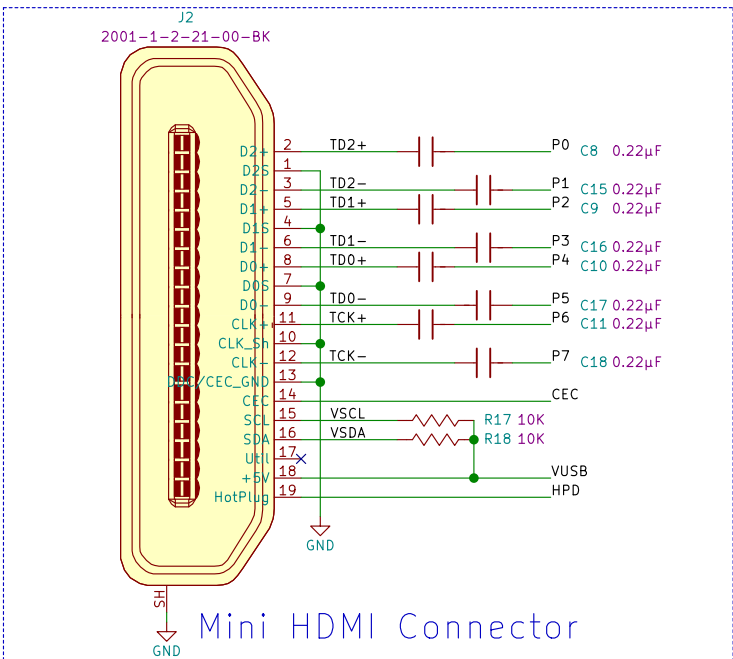 J2
2001-1-2-21-00-BK
D2+ 2 TD2+ P0 C8 0.22µF
D2S 1
D2- 3 TD2- P1 C15 0.22µF
D1+ 5 TD1+ P2 C9 0.22µF
D1S 4
D1- 6 TD1- P3 C16 0.22µF
D0+ 8 TD0+ P4 C10 0.22µF
D0S 7
D0- 9 TD0- P5 C17 0.22µF
CLK+ 11 TCK+ P6 C11 0.22µF
CLK_Sh 10
CLK- 12 TCK- P7 C18 0.22µF
DDC/CEC_GND 13
CEC 14 CEC
SCL 15 VSCL R17 10K
SDA 16 VSDA R18 10K
Util 17
+5V 18 VUSB
HotPlug 19 HPD
GND
SH
Mini HDMI Connector
GND